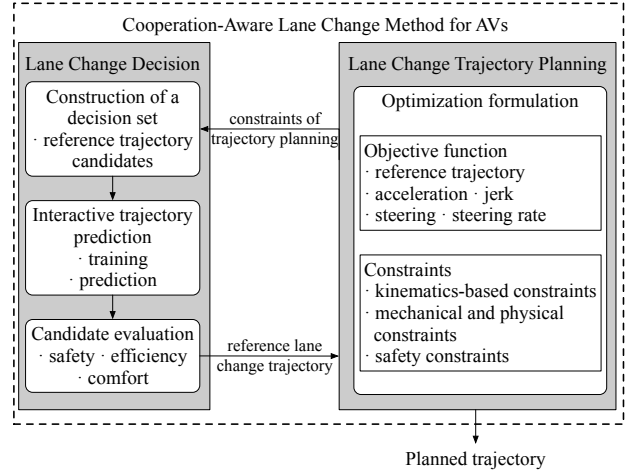 Cooperation-Aware Lane Change Method for AVs
Lane Change Decision
Construction of a
decision set
· reference trajectory
candidates
Interactive trajectory
prediction
· training
· prediction
Candidate evaluation
· safety · efficiency
· comfort
constraints of
trajectory planning
reference lane
change trajectory
Lane Change Trajectory Planning
Optimization formulation
Objective function
· reference trajectory
· acceleration · jerk
· steering · steering rate
Constraints
· kinematics-based constraints
· mechanical and physical
constraints
· safety constraints
Planned trajectory